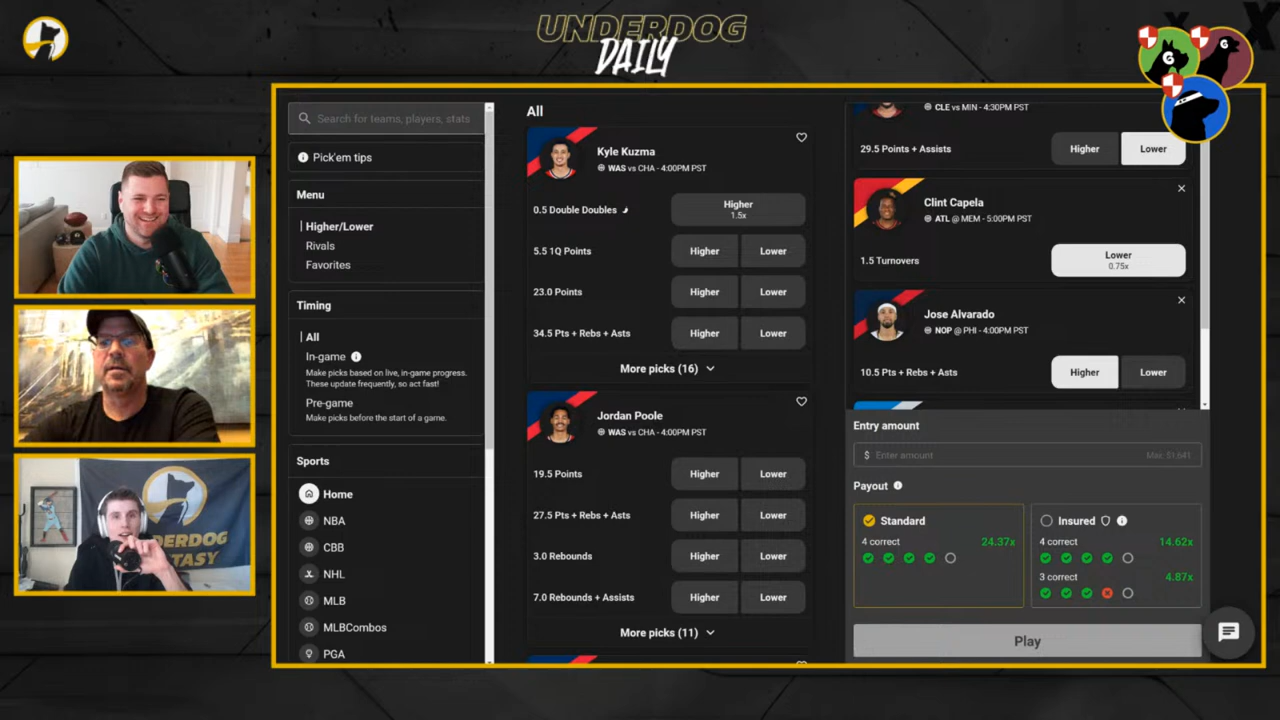 UNDERDOG
DAILY
Search for teams, players, stats
Pick'em tips
Menu
Higher/Lower
Rivals
Favorites
Timing
All
In-game
Make picks based on live, in-game progress.
These update frequently, so act fast!
Pre-game
Make picks before the start of a game.
Sports
Home
NBA
CBB
NHL
MLB
MLBCombos
PGA
All
Kyle Kuzma
WAS vs CHA - 4:00PM PST
0.5 Double Doubles
Higher
1.5x
5.5 1Q Points
Higher
Lower
23.0 Points
Higher
Lower
34.5 Pts + Rebs + Asts
Higher
Lower
More picks (16)
Jordan Poole
WAS vs CHA - 4:00PM PST
19.5 Points
Higher
Lower
27.5 Pts + Rebs + Asts
Higher
Lower
3.0 Rebounds
Higher
Lower
7.0 Rebounds + Assists
Higher
Lower
More picks (11)
CLE vs MIN - 4:30PM PST
29.5 Points + Assists
Higher
Lower
Clint Capela
ATL @ MEM - 5:00PM PST
1.5 Turnovers
Lower
0.75x
Jose Alvarado
NOP @ PHI - 4:00PM PST
10.5 Pts + Rebs + Asts
Higher
Lower
Entry amount
$ Enter amount
Max: $1,641
Payout
Standard
4 correct
24.37x
Insured
4 correct
14.62x
3 correct
4.87x
Play
G
G
ERDOG
TASY